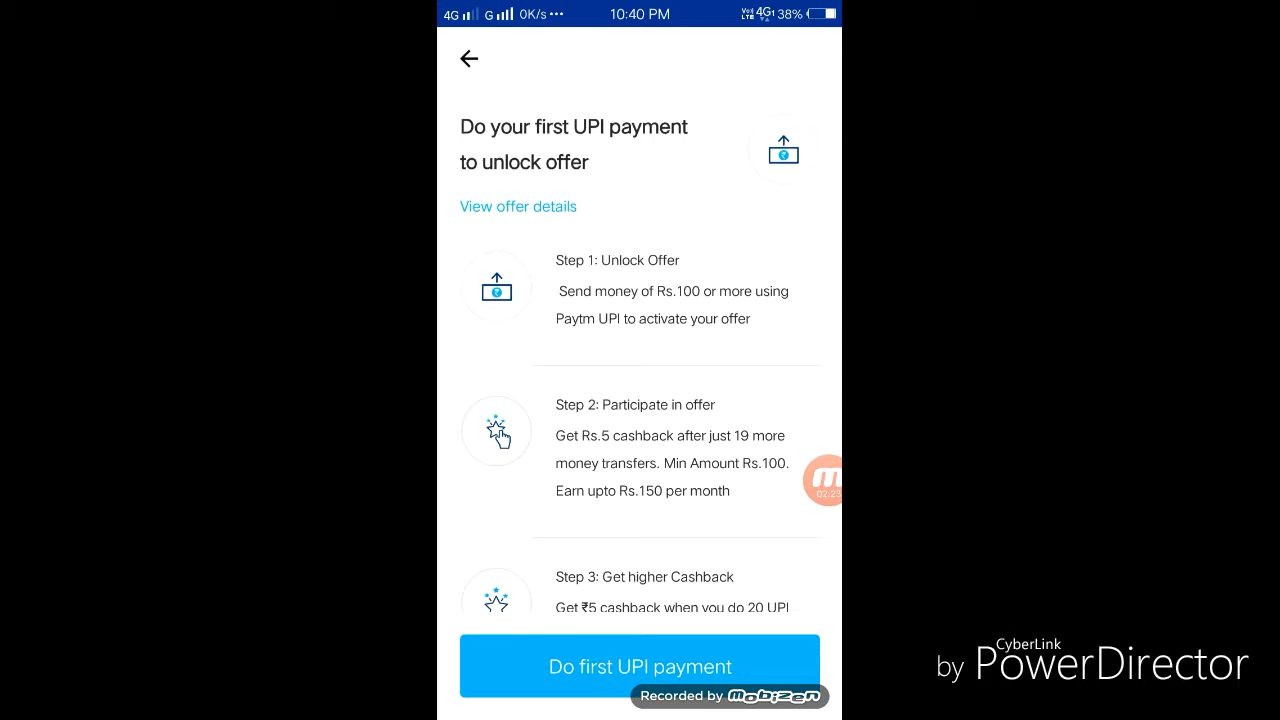 4G G 0K/s ••• 10:40 PM VoLTE 4G 38%
Do your first UPI payment
to unlock offer
View offer details
Step 1: Unlock Offer
Send money of Rs.100 or more using
Paytm UPI to activate your offer
Step 2: Participate in offer
Get Rs.5 cashback after just 19 more
money transfers. Min Amount Rs.100.
Earn upto Rs.150 per month
02:23
Step 3: Get higher Cashback
Get ₹5 cashback when you do 20 UPI
Do first UPI payment
Recorded by mobizen
CyberLink
by PowerDirector